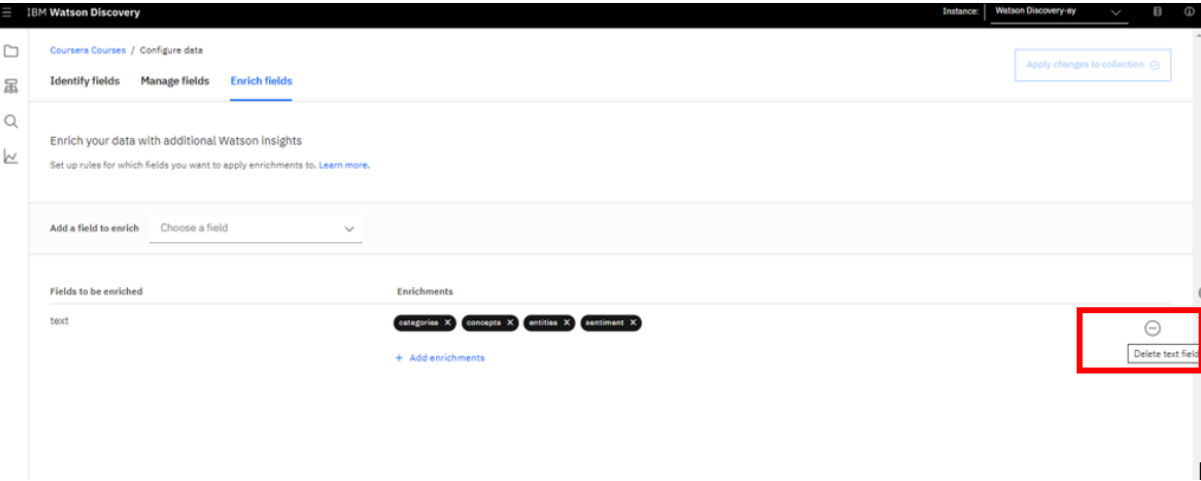 IBM Watson Discovery Instance: Watson Discovery-ay
Coursera Courses / Configure data
Apply changes to collection
Identify fields Manage fields Enrich fields
Enrich your data with additional Watson insights
Set up rules for which fields you want to apply enrichments to. Learn more.
Add a field to enrich Choose a field
Fields to be enriched Enrichments
text categories X concepts X entities X sentiment X
Delete text field
+ Add enrichments